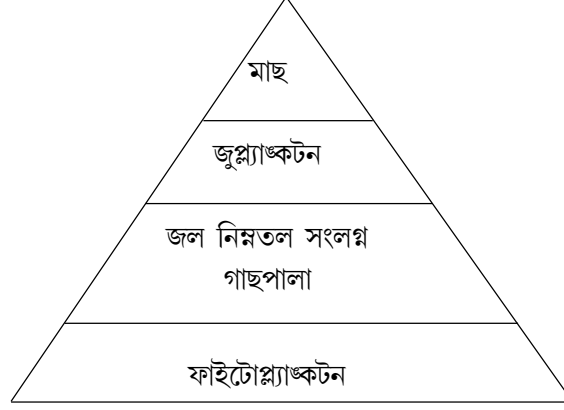 মাছ
জুপ্ল্যাঙ্কটন
জল নিম্নতল সংলগ্ন
গাছপালা
ফাইটোপ্ল্যাঙ্কটন